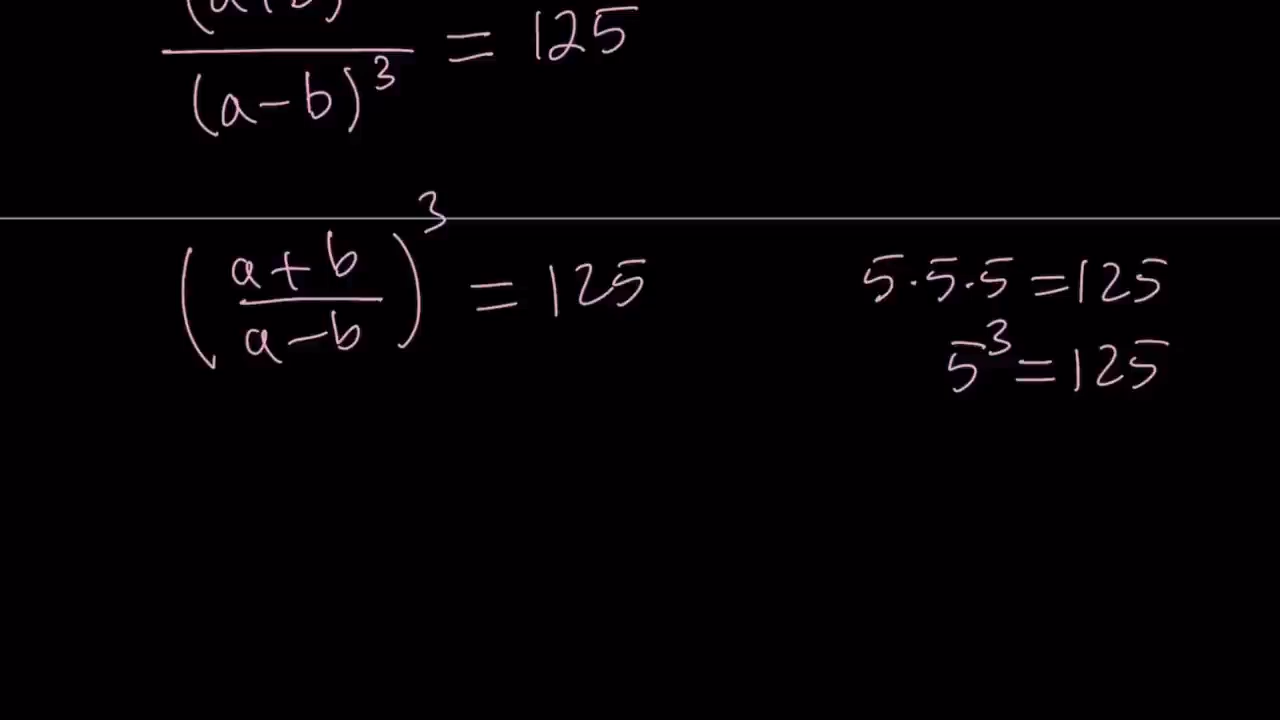 (a+b)
/(a-b)^3 = 125
((a+b)/(a-b))^3 = 125
5·5·5=125
5^3=125